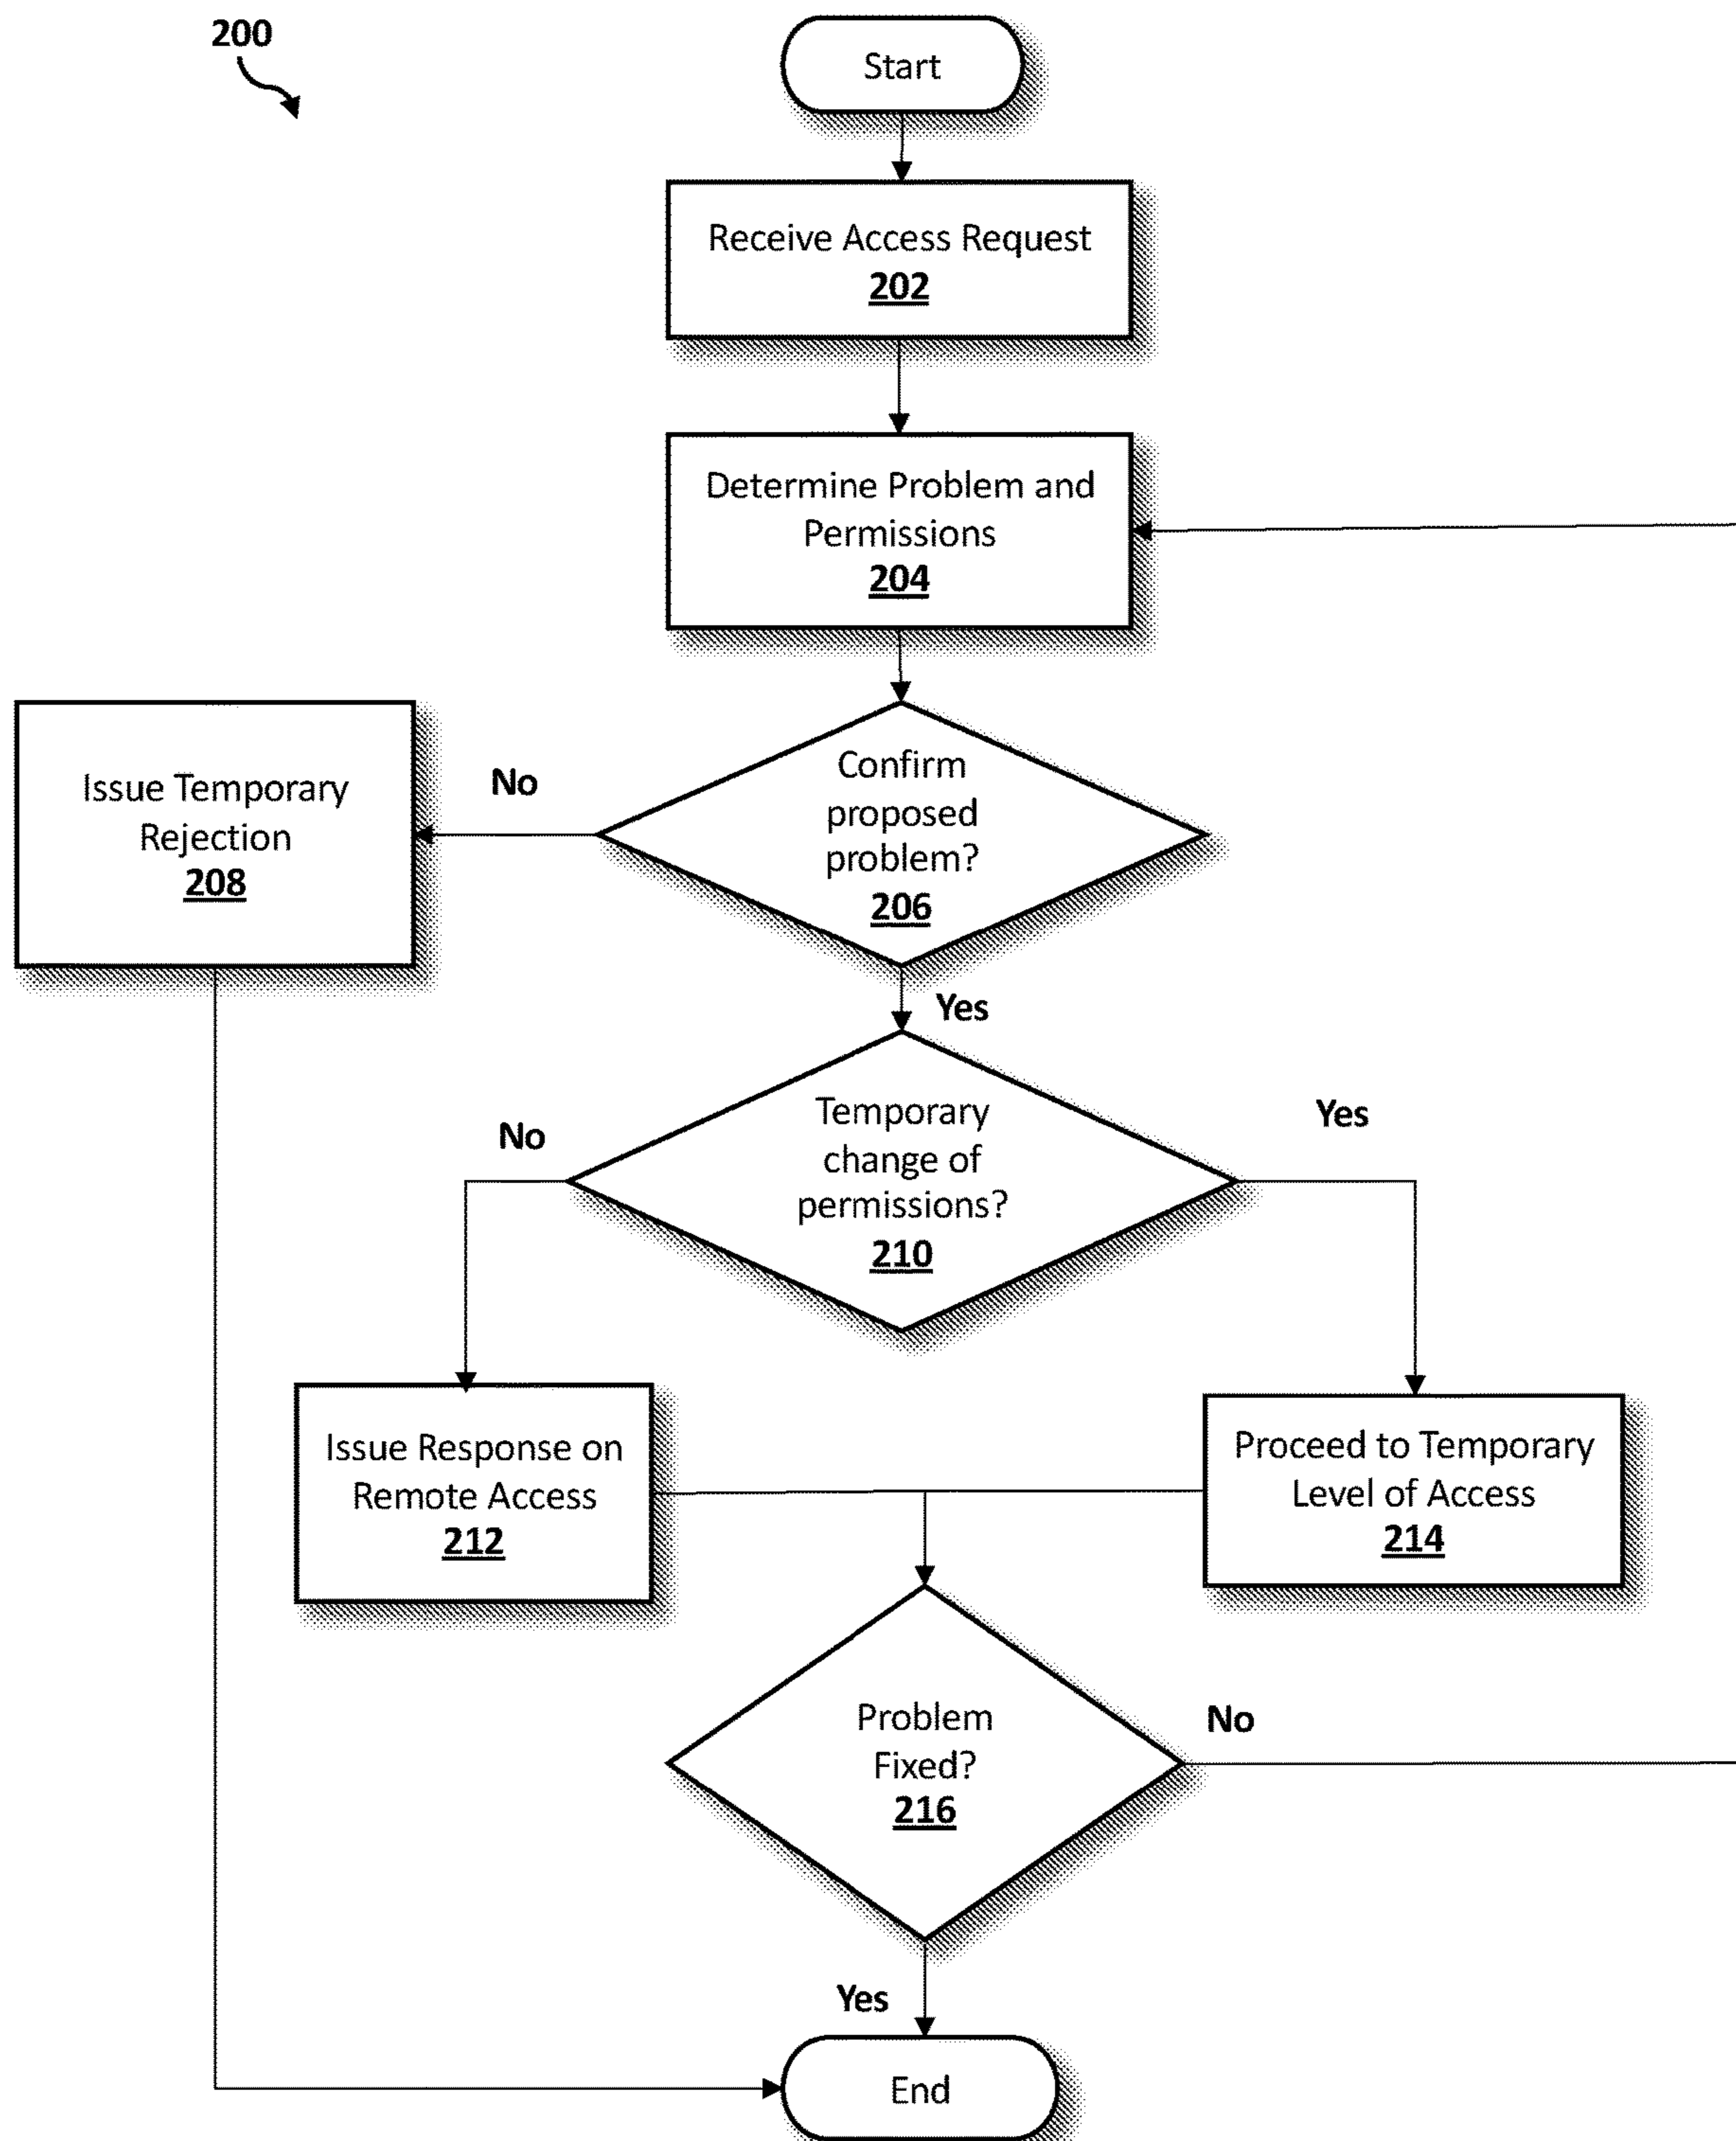 200
Start
Receive Access Request
202
Determine Problem and
Permissions
204
Confirm
proposed
problem?
206
No
Issue Temporary
Rejection
208
Yes
Temporary
change of
permissions?
210
No
Yes
Issue Response on
Remote Access
212
Proceed to Temporary
Level of Access
214
Problem
Fixed?
216
No
Yes
End